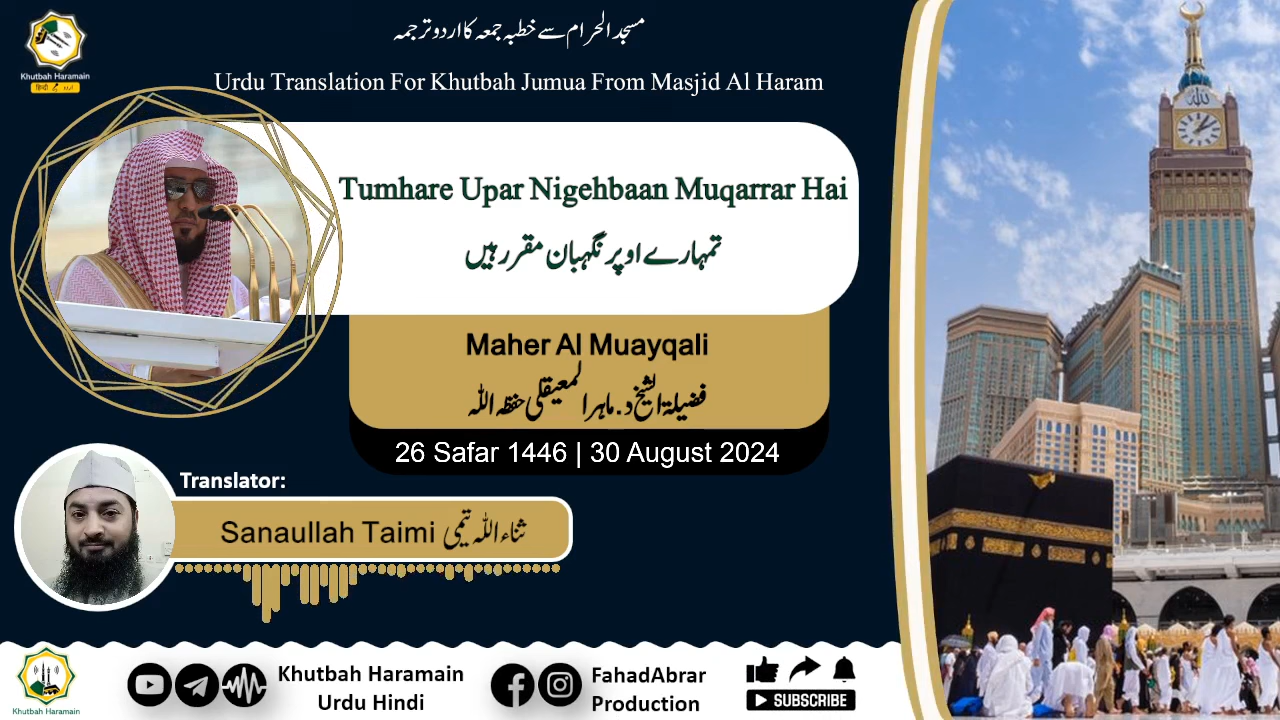 مسجد الحرام سے خطبہ جمعہ کا اردو ترجمہ
Urdu Translation For Khutbah Jumua From Masjid Al Haram
Khutbah Haramain
हिन्दी اردو
Tumhare Upar Nigehbaan Muqarrar Hai
تمہارے اوپر نگہبان مقرر ہیں
Maher Al Muayqali
فضیلۃ الشیخ د. ماہر المعیقلی حفظہ اللہ
26 Safar 1446 | 30 August 2024
Translator:
Sanaullah Taimi ثناء اللہ تیمی
Khutbah Haramain
Khutbah Haramain
Urdu Hindi
FahadAbrar
Production
SUBSCRIBE